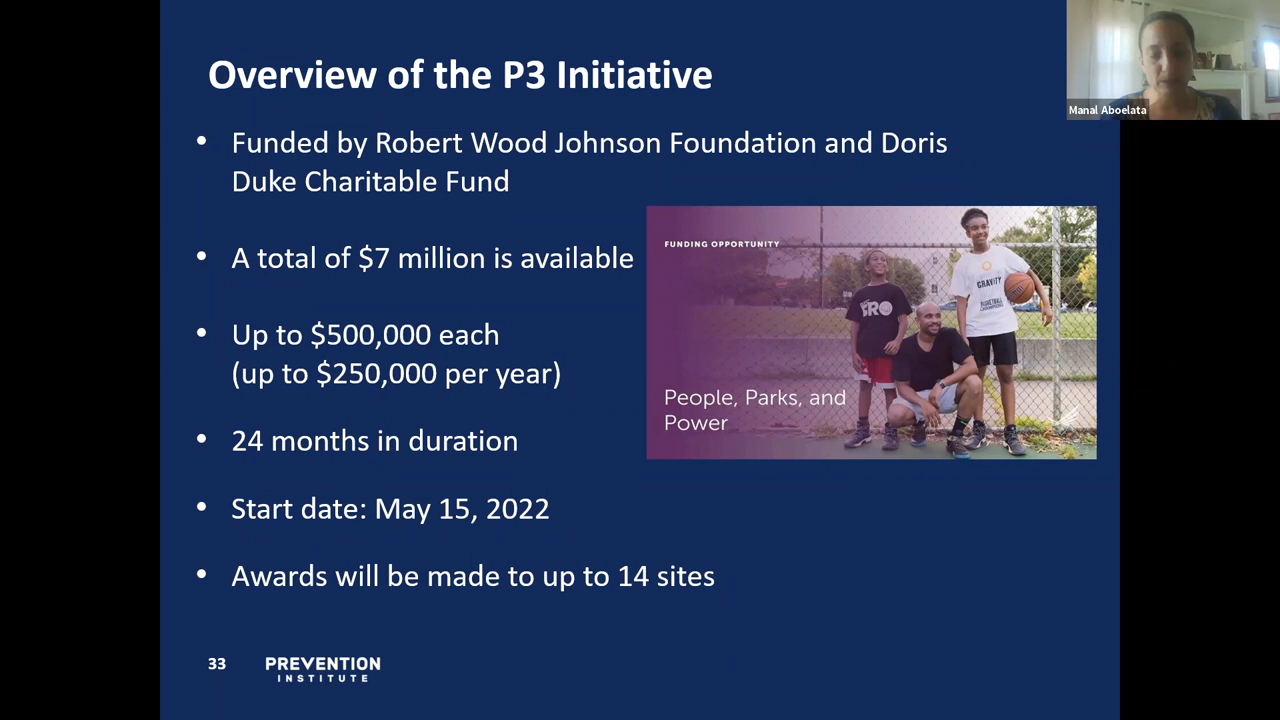 Overview of the P3 Initiative
Manal Aboelata
• Funded by Robert Wood Johnson Foundation and Doris
Duke Charitable Fund
• A total of $7 million is available
• Up to $500,000 each
(up to $250,000 per year)
• 24 months in duration
• Start date: May 15, 2022
• Awards will be made to up to 14 sites
FUNDING OPPORTUNITY
GRAVITY
People, Parks, and
Power
33
PREVENTION
INSTITUTE